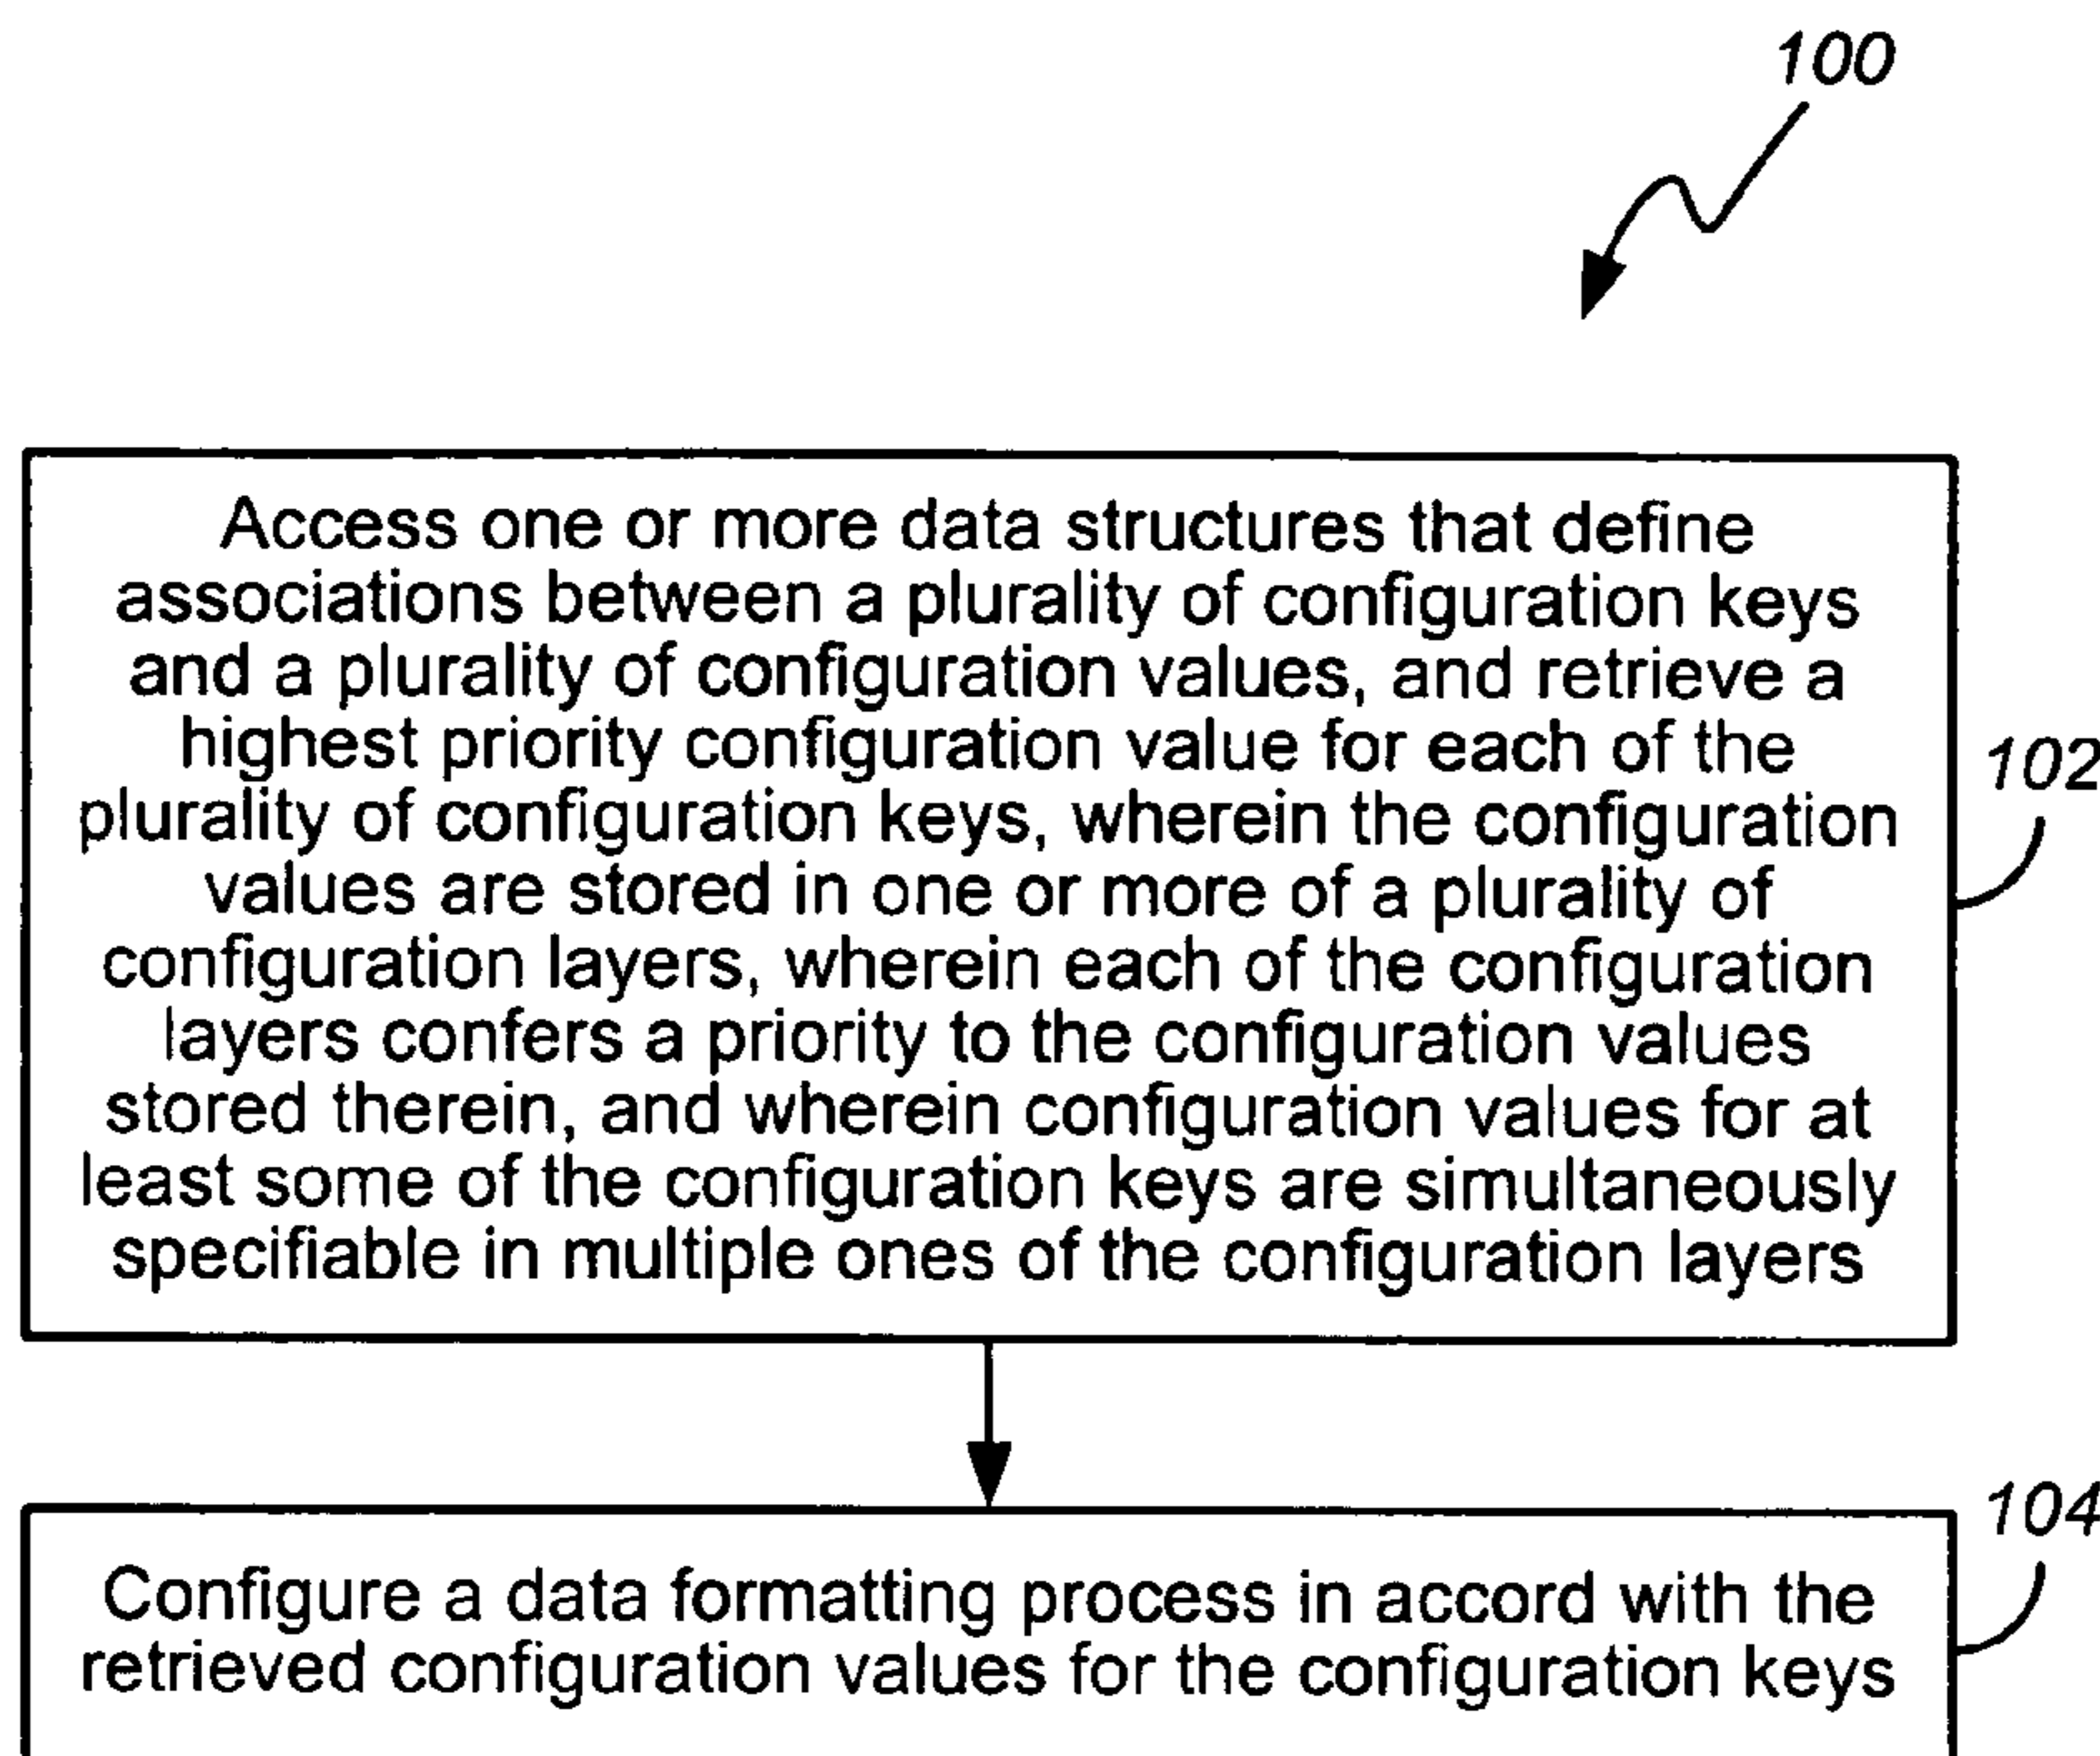 100
Access one or more data structures that define
associations between a plurality of configuration keys
and a plurality of configuration values, and retrieve a
highest priority configuration value for each of the
plurality of configuration keys, wherein the configuration
values are stored in one or more of a plurality of
configuration layers, wherein each of the configuration
layers confers a priority to the configuration values
stored therein, and wherein configuration values for at
least some of the configuration keys are simultaneously
specifiable in multiple ones of the configuration layers
102
104
Configure a data formatting process in accord with the
retrieved configuration values for the configuration keys